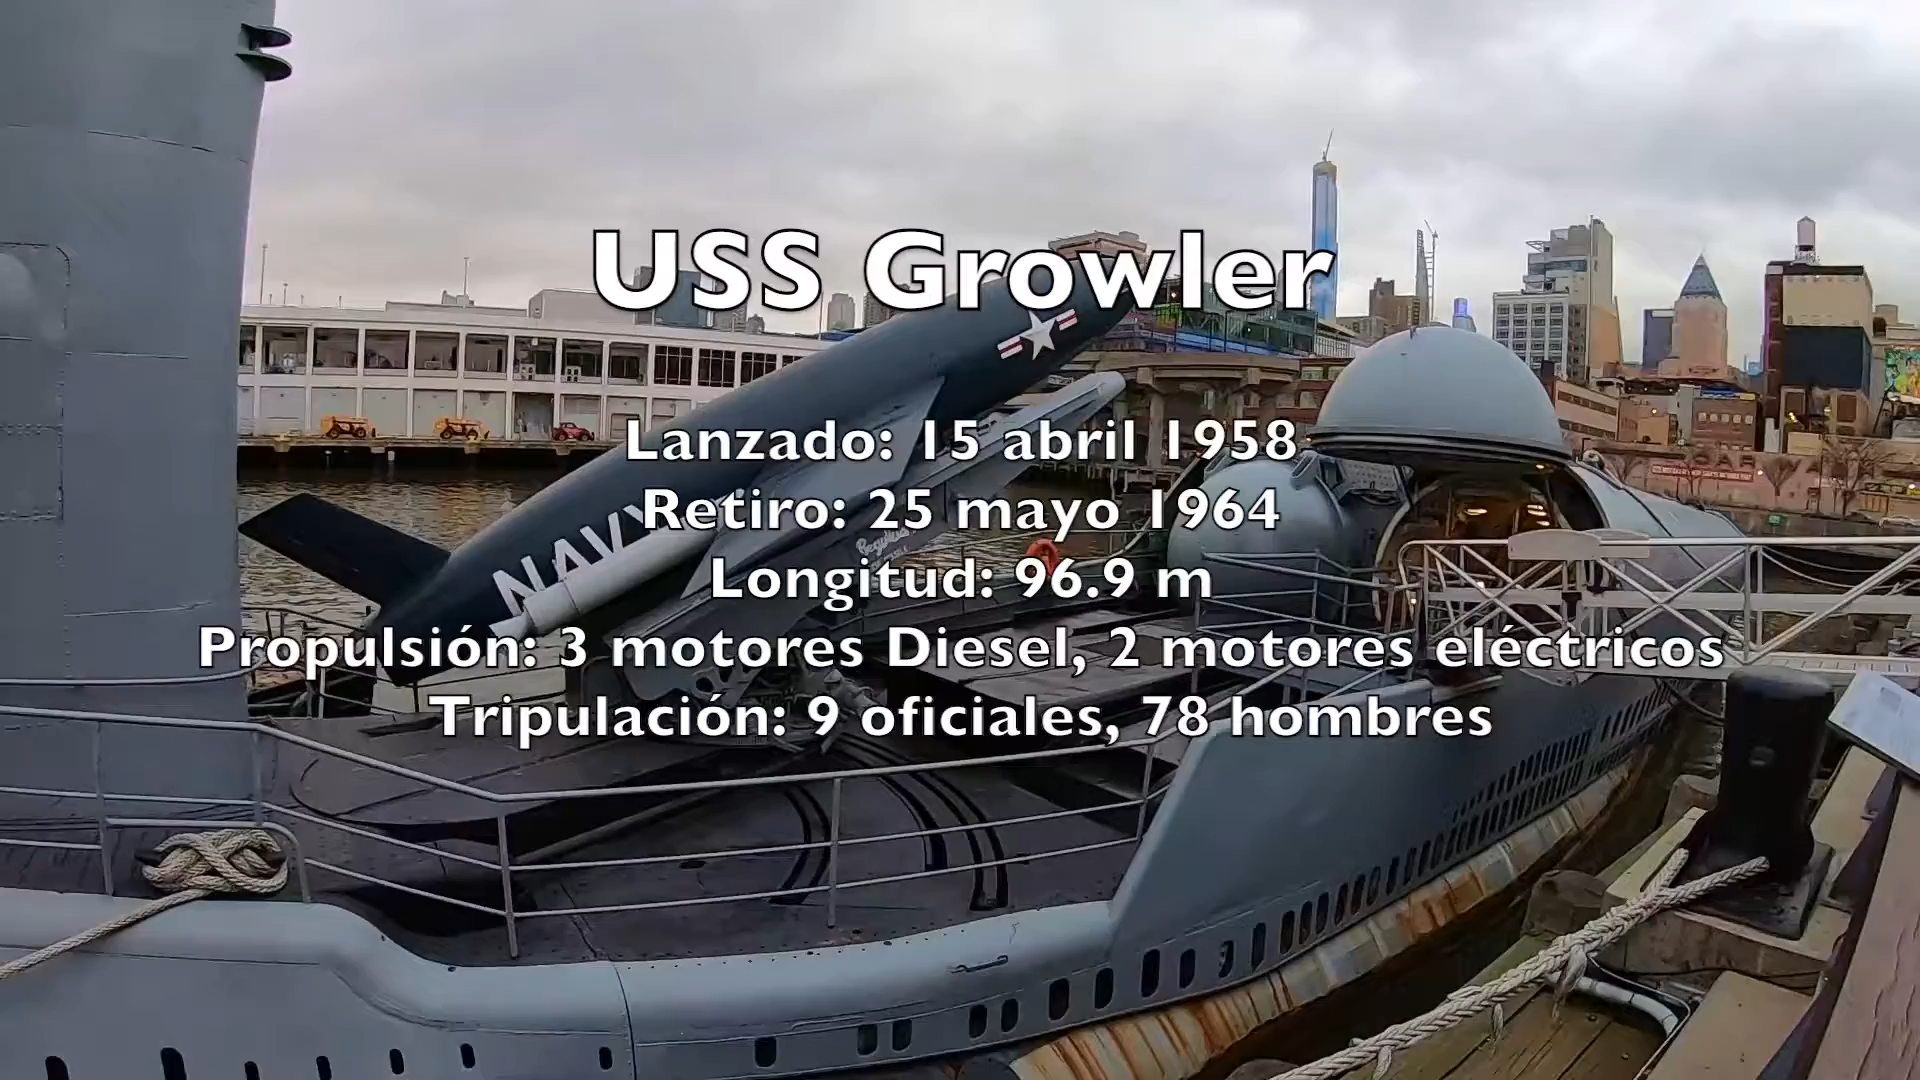 USS Growler
Lanzado: 15 abril 1958
Retiro: 25 mayo 1964
Longitud: 96.9 m
NAVY
Propulsión: 3 motores Diesel, 2 motores eléctricos
Tripulación: 9 oficiales, 78 hombres